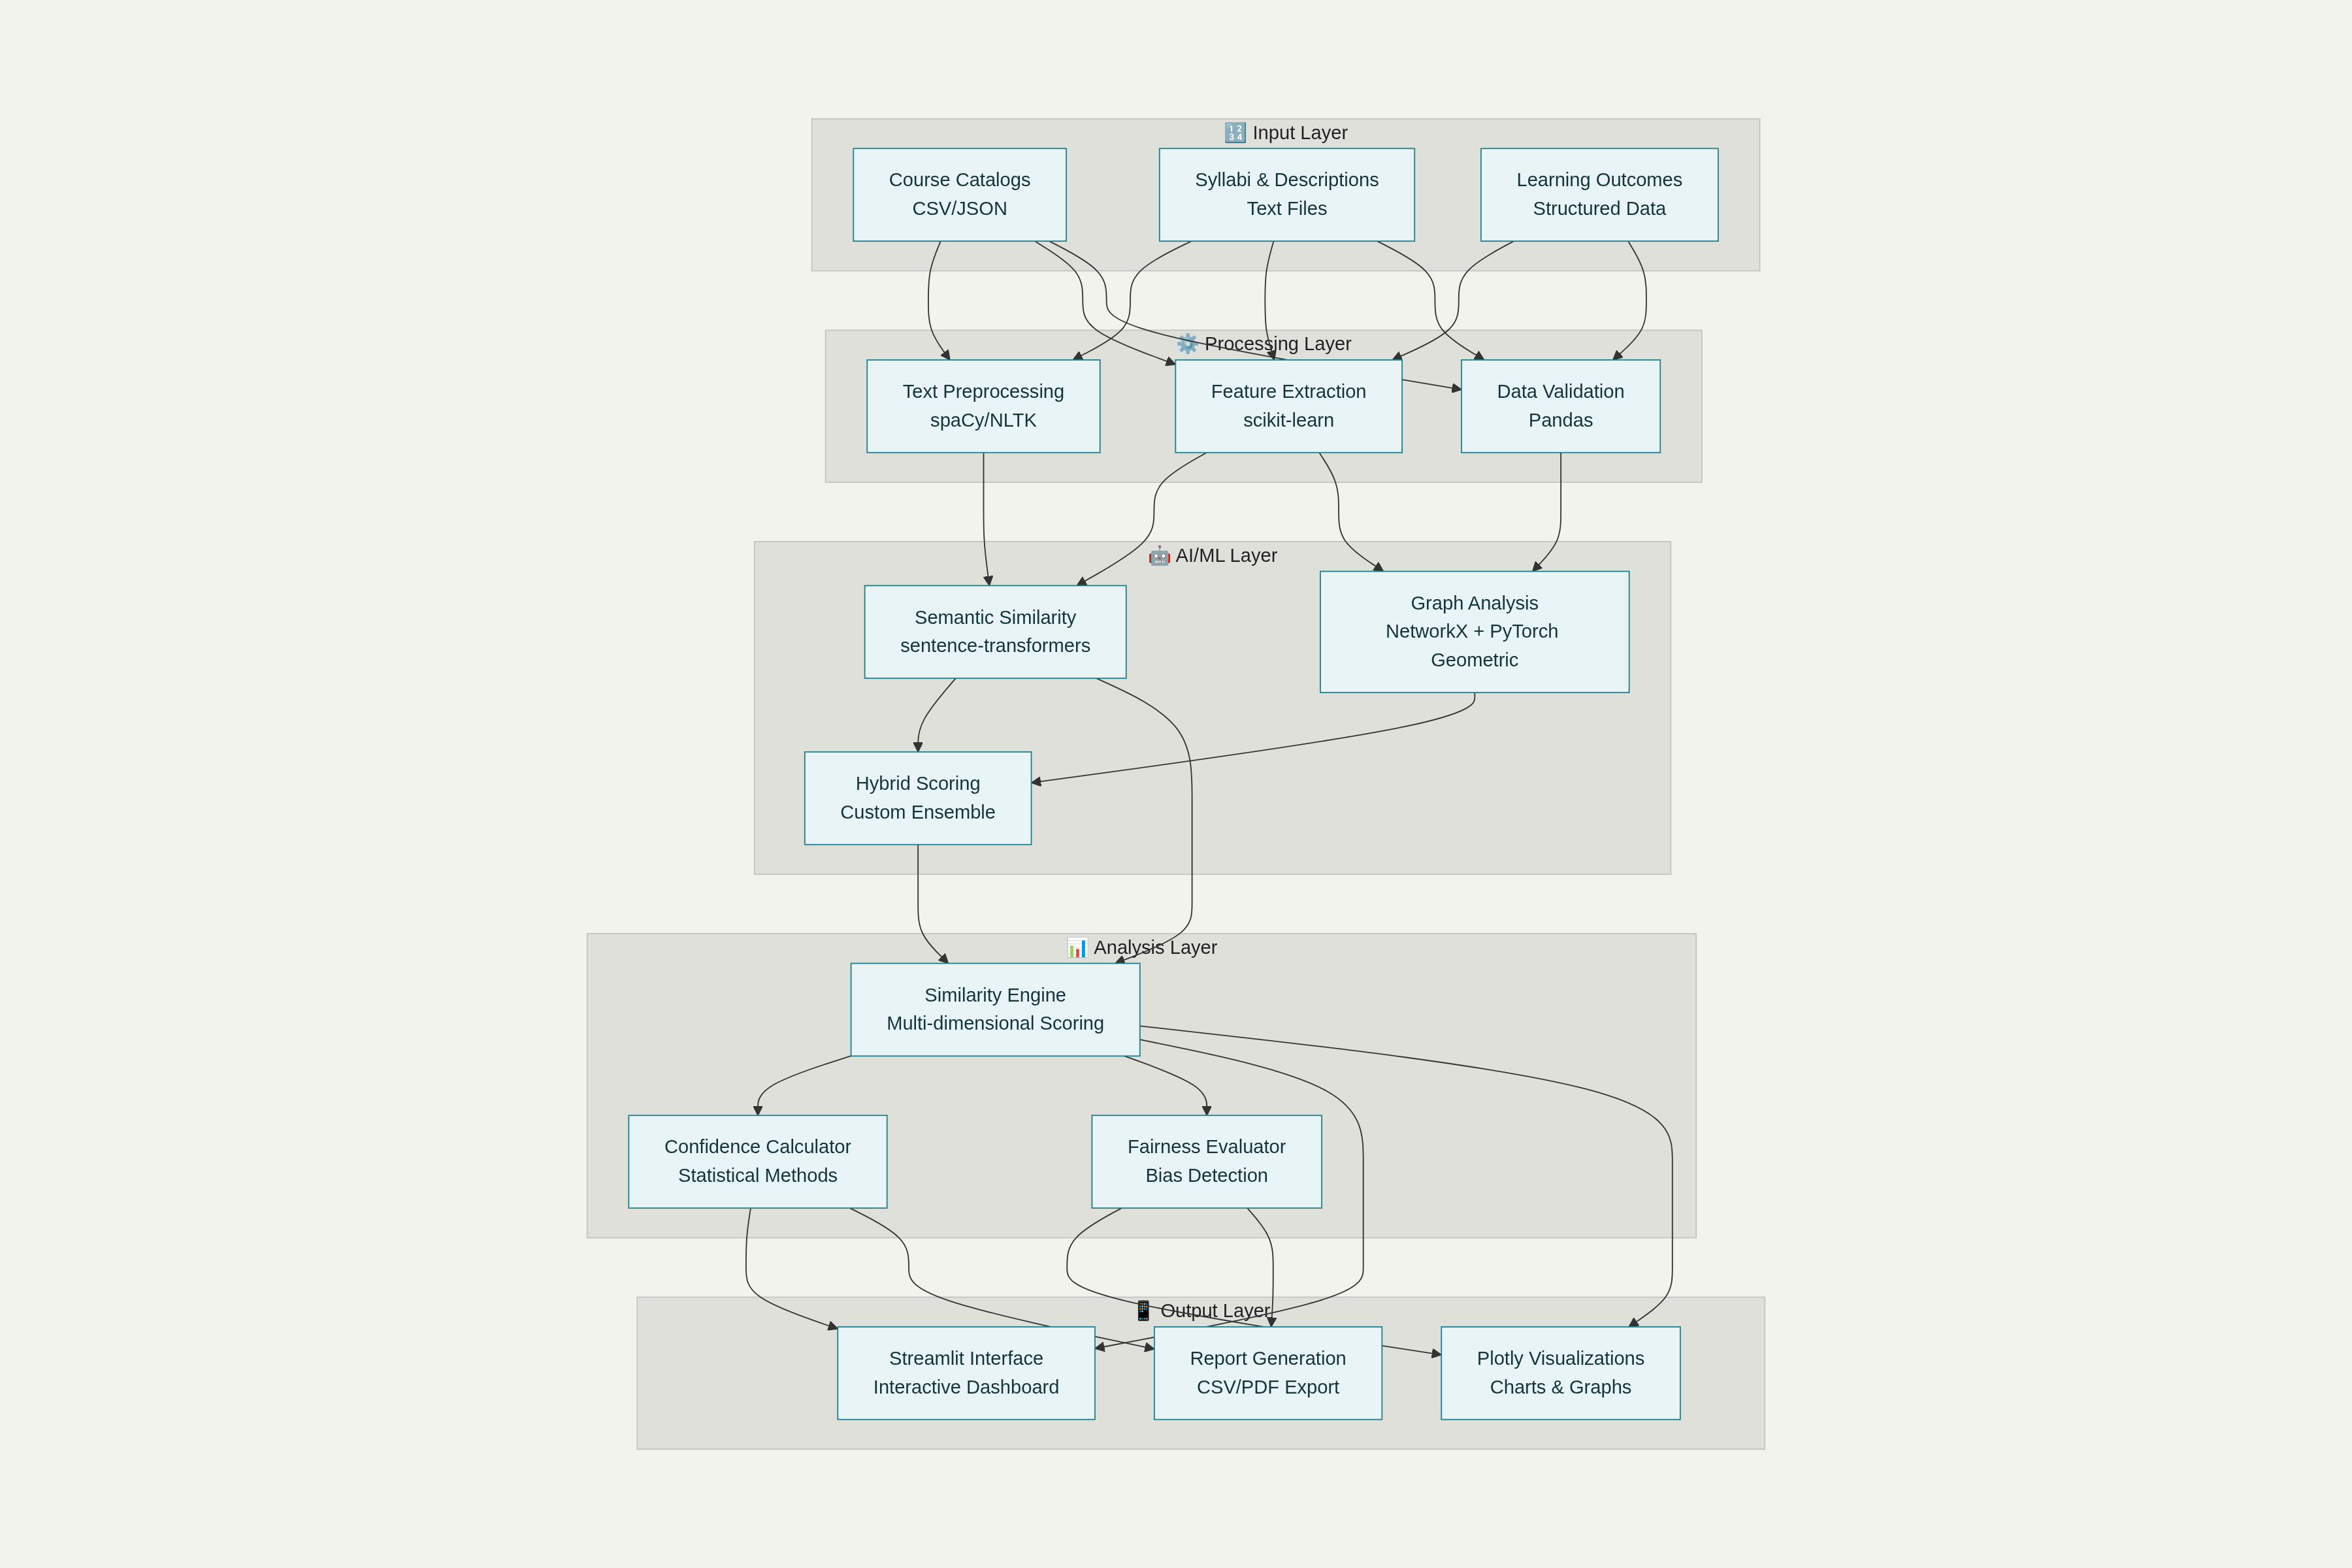 🔢 Input Layer
Course Catalogs
CSV/JSON
Syllabi & Descriptions
Text Files
Learning Outcomes
Structured Data
⚙️ Processing Layer
Text Preprocessing
spaCy/NLTK
Feature Extraction
scikit-learn
Data Validation
Pandas
🤖 AI/ML Layer
Semantic Similarity
sentence-transformers
Graph Analysis
NetworkX + PyTorch
Geometric
Hybrid Scoring
Custom Ensemble
📊 Analysis Layer
Similarity Engine
Multi-dimensional Scoring
Confidence Calculator
Statistical Methods
Fairness Evaluator
Bias Detection
📱 Output Layer
Streamlit Interface
Interactive Dashboard
Report Generation
CSV/PDF Export
Plotly Visualizations
Charts & Graphs